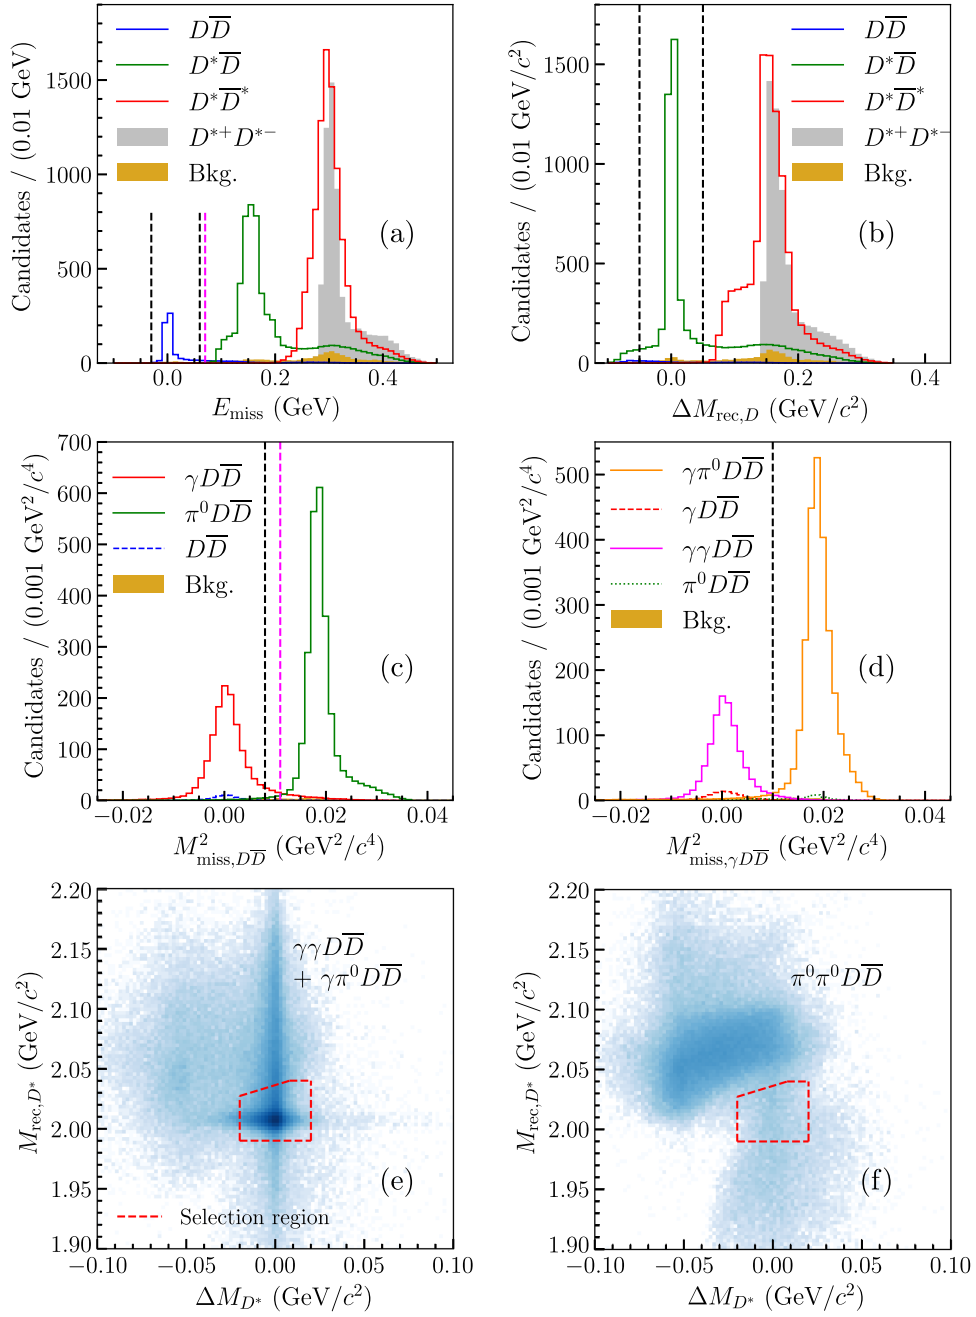 Candidates / (0.01 GeV)
1500
1000
500
0
0.0
0.2
0.4
E_miss (GeV)
DD̅
D*D̅
D*D̅*
D*+D*−
Bkg.
(a)
Candidates / (0.01 GeV/c²)
1500
1000
500
0
0.0
0.2
0.4
ΔM_rec,D (GeV/c²)
DD̅
D*D̅
D*D̅*
D*+D*−
Bkg.
(b)
Candidates / (0.001 GeV²/c⁴)
700
600
500
400
300
200
100
0
−0.02
0.00
0.02
0.04
M²_miss,DD̅ (GeV²/c⁴)
γDD̅
π⁰DD̅
DD̅
Bkg.
(c)
Candidates / (0.001 GeV²/c⁴)
500
400
300
200
100
0
−0.02
0.00
0.02
0.04
M²_miss,γDD̅ (GeV²/c⁴)
γπ⁰DD̅
γDD̅
γγDD̅
π⁰DD̅
Bkg.
(d)
M_rec,D* (GeV/c²)
2.20
2.15
2.10
2.05
2.00
1.95
1.90
−0.10
−0.05
0.00
0.05
0.10
ΔM_D* (GeV/c²)
γγDD̅
+ γπ⁰DD̅
(e)
Selection region
M_rec,D* (GeV/c²)
2.20
2.15
2.10
2.05
2.00
1.95
1.90
−0.10
−0.05
0.00
0.05
0.10
ΔM_D* (GeV/c²)
π⁰π⁰DD̅
(f)